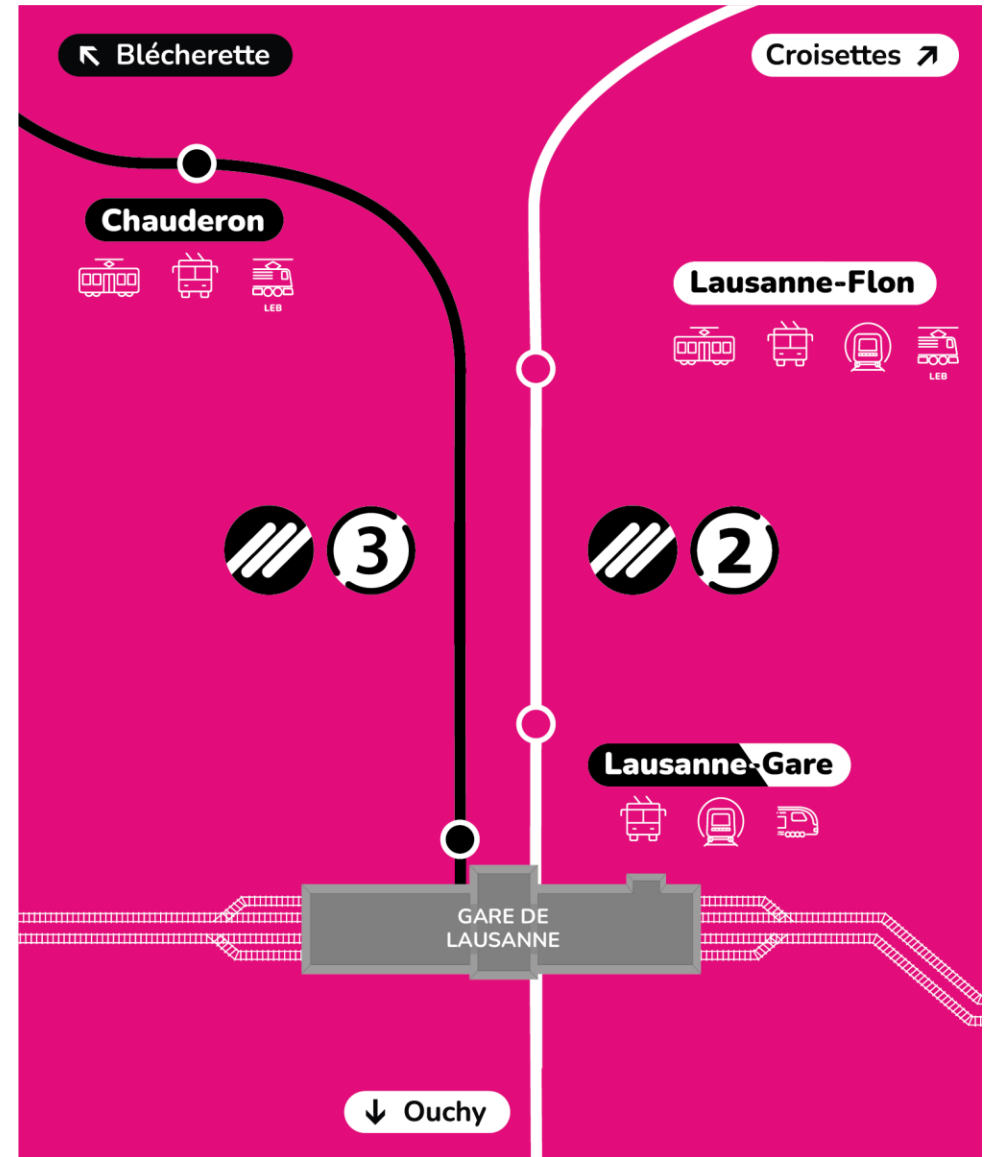 Blécherette
Croisettes
Chauderon
LEB
Lausanne-Flon
LEB
3
2
Lausanne-Gare
GARE DE
LAUSANNE
Ouchy